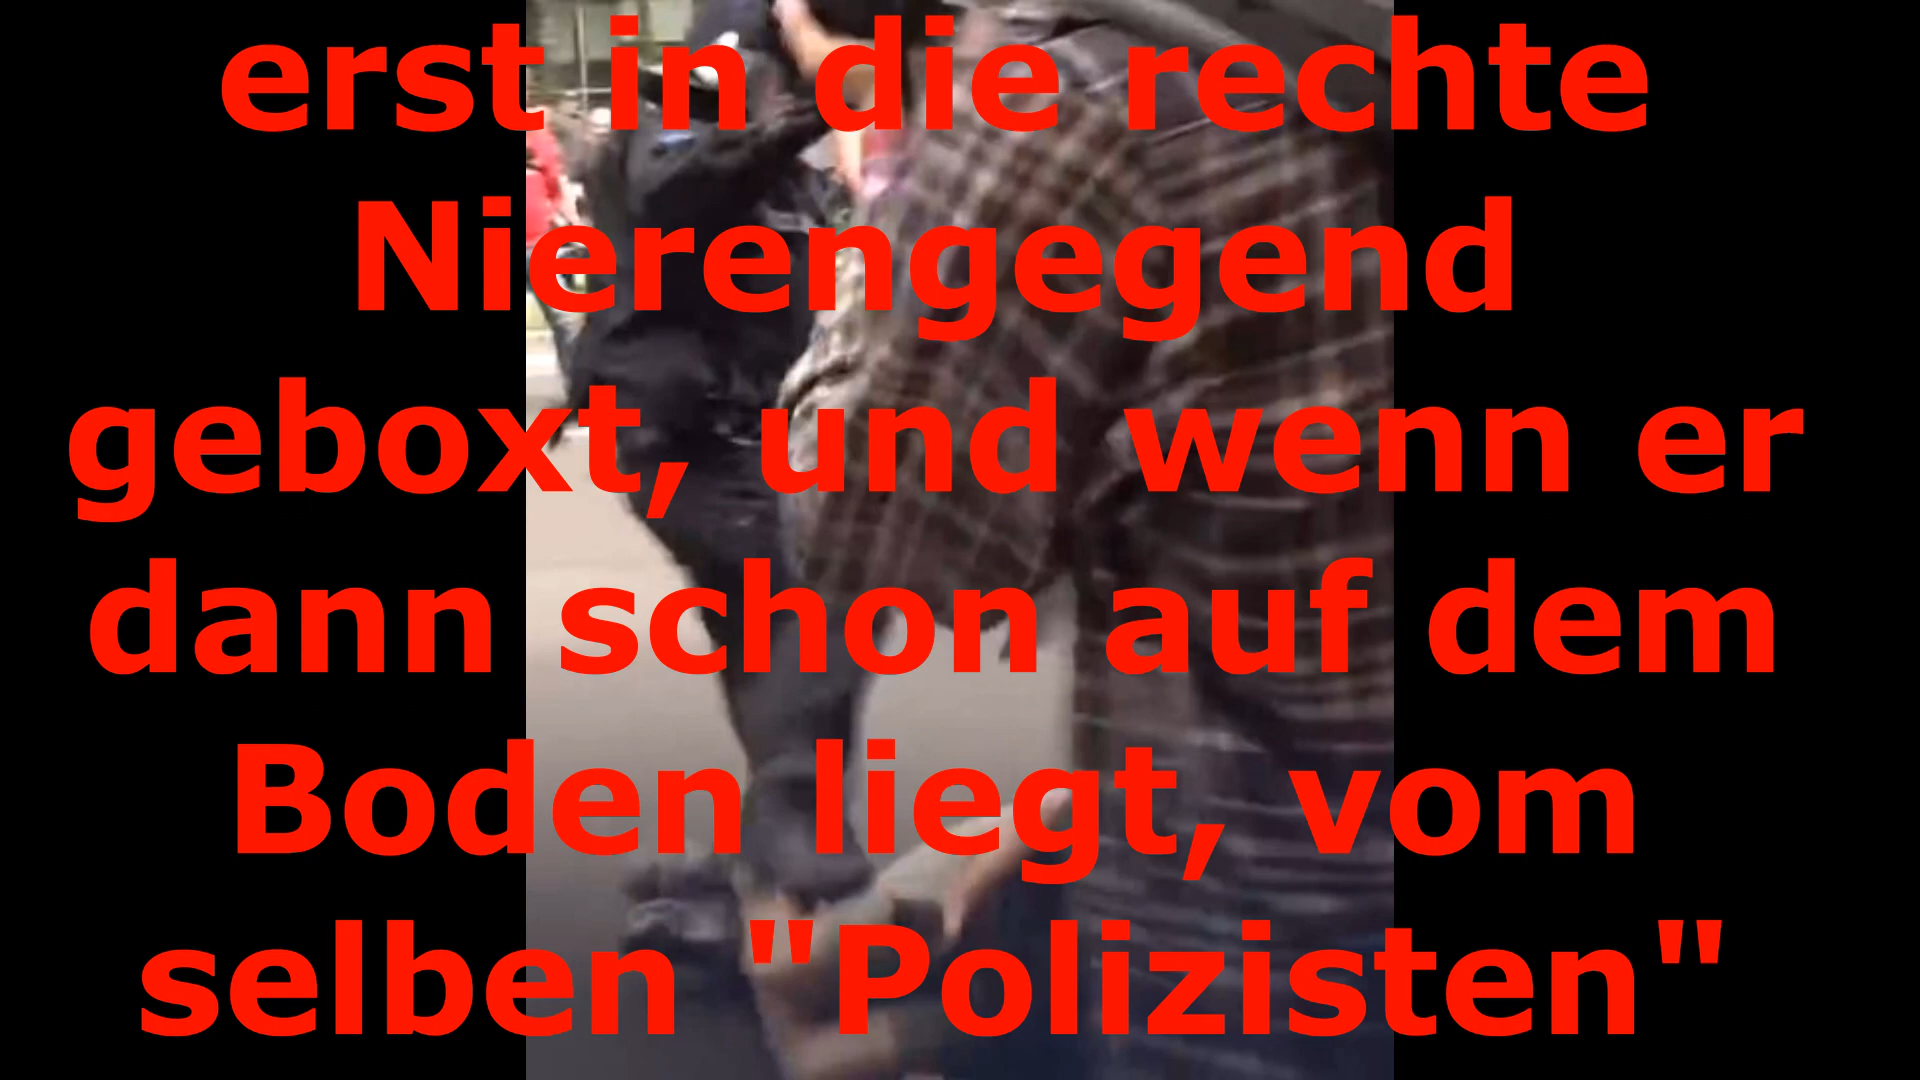 erst in die rechte
Nierengegend
geboxt, und wenn er
dann schon auf dem
Boden liegt, vom
selben "Polizisten"